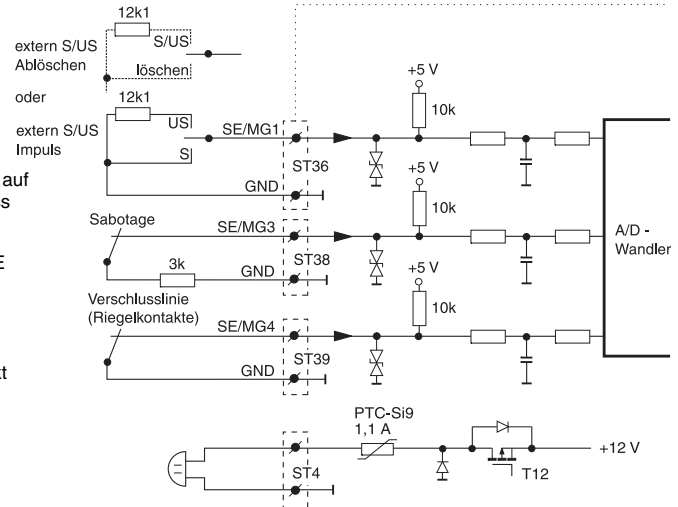 12k1
S/US
extern S/US
Ablöschen
löschen
oder
12k1
US
extern S/US
Impuls
S
SE/MG1
ST36
GND
+5 V
10k
auf
s
Sabotage
SE/MG3
ST38
3k
GND
+5 V
10k
A/D -
Wandler
E
Verschlusslinie
(Riegelkontakte)
SE/MG4
ST39
GND
+5 V
10k
kt
PTC-Si9
1,1 A
ST4
T12
+12 V